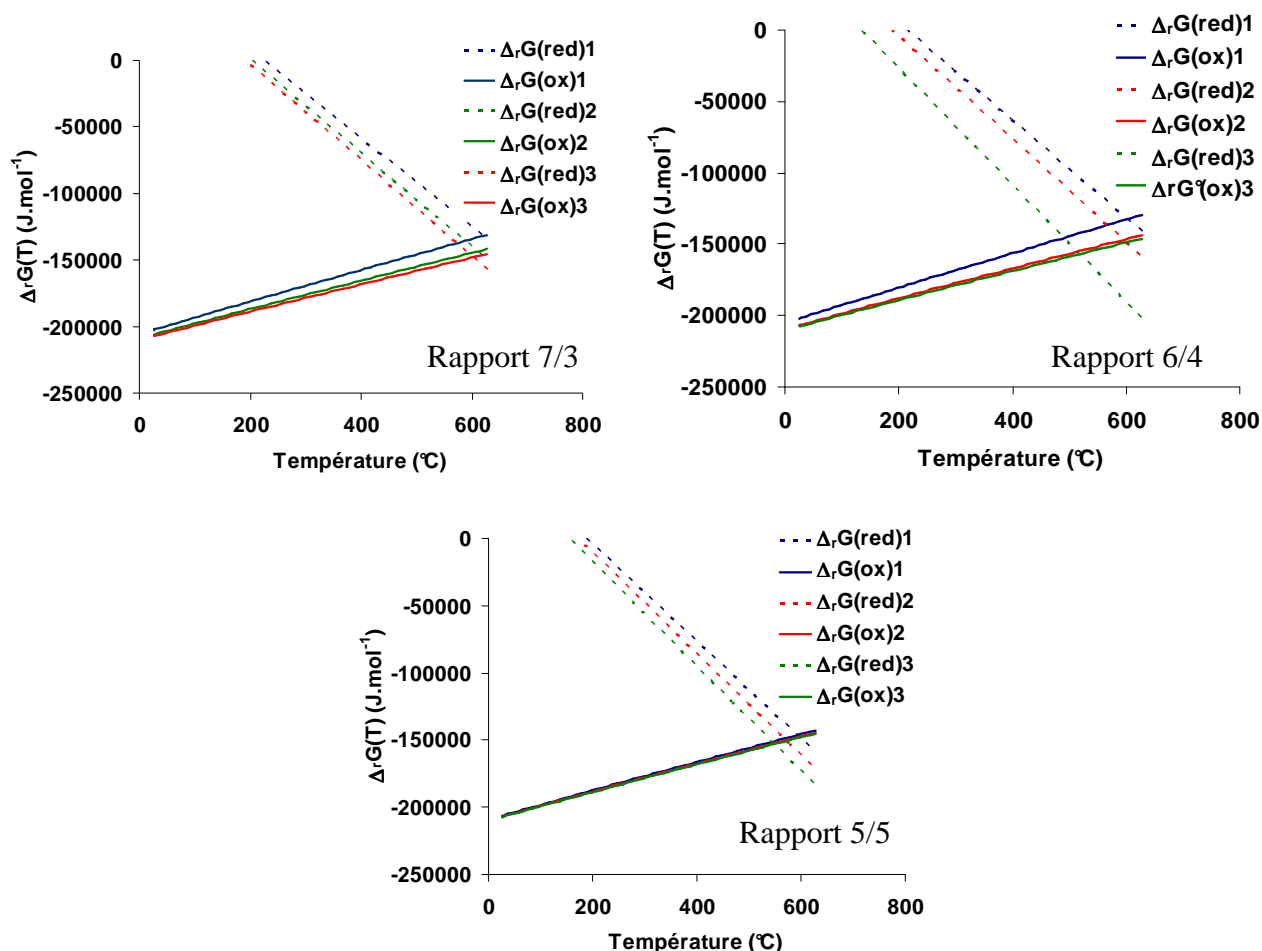 ΔrG(T) (J.mol⁻¹)
0
-50000
-100000
-150000
-200000
-250000
0
200
400
600
800
Température (°C)
ΔrG(red)1
ΔrG(ox)1
ΔrG(red)2
ΔrG(ox)2
ΔrG(red)3
ΔrG(ox)3
Rapport 7/3
ΔrG(T) (J.mol⁻¹)
0
-50000
-100000
-150000
-200000
-250000
0
200
400
600
800
Température (°C)
ΔrG(red)1
ΔrG(ox)1
ΔrG(red)2
ΔrG(ox)2
ΔrG(red)3
ΔrG°(ox)3
Rapport 6/4
ΔrG(T) (J.mol⁻¹)
0
-50000
-100000
-150000
-200000
-250000
0
200
400
600
800
Température (°C)
ΔrG(red)1
ΔrG(ox)1
ΔrG(red)2
ΔrG(ox)2
ΔrG(red)3
ΔrG(ox)3
Rapport 5/5